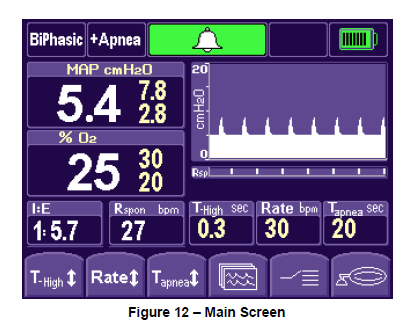 BiPhasic +Apnea
MAP cmH2O
5.4 7.8 2.8
% O2
25 30 20
20
cmH2O
0
Rsp
I:E
1: 5.7
Rspon bpm
27
T-High sec
0.3
Rate bpm
30
Tapnea sec
20
T-High Rate Tapnea
Figure 12 – Main Screen